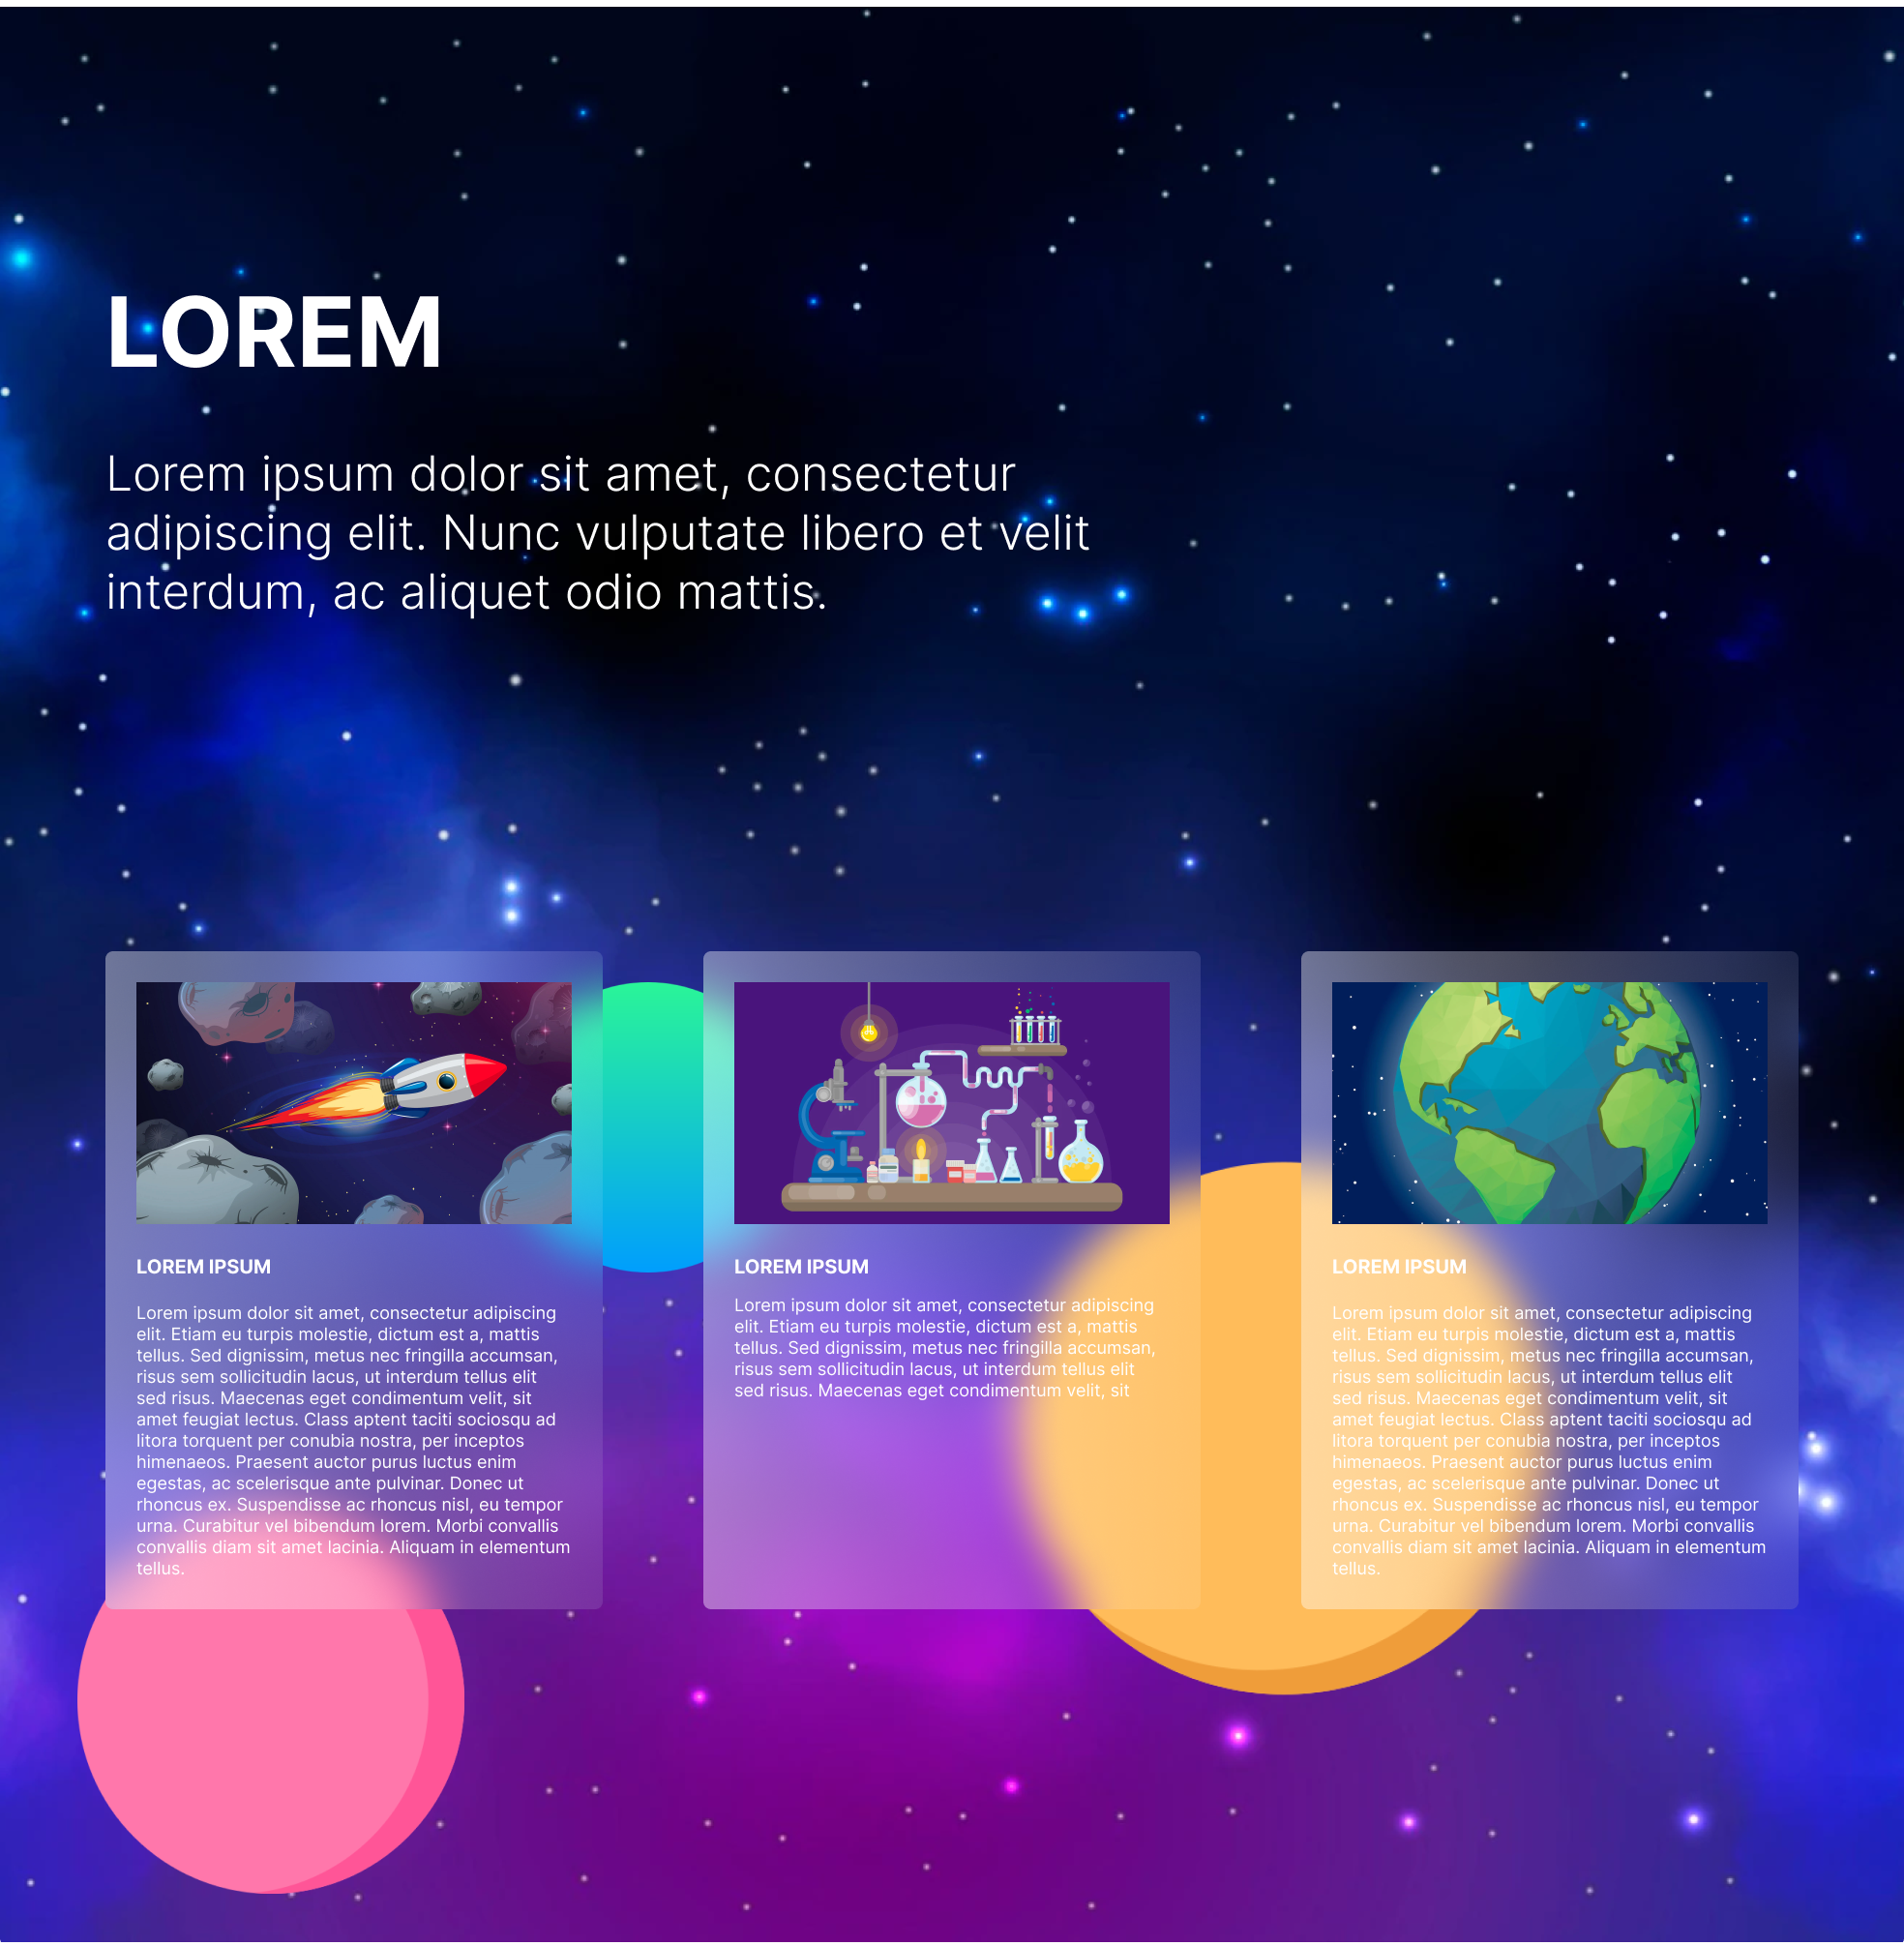 LOREM
Lorem ipsum dolor sit amet, consectetur
adipiscing elit. Nunc vulputate libero et velit
interdum, ac aliquet odio mattis.
LOREM IPSUM
Lorem ipsum dolor sit amet, consectetur adipiscing
elit. Etiam eu turpis molestie, dictum est a, mattis
tellus. Sed dignissim, metus nec fringilla accumsan,
risus sem sollicitudin lacus, ut interdum tellus elit
sed risus. Maecenas eget condimentum velit, sit
amet feugiat lectus. Class aptent taciti sociosqu ad
litora torquent per conubia nostra, per inceptos
himenaeos. Praesent auctor purus luctus enim
egestas, ac scelerisque ante pulvinar. Donec ut
rhoncus ex. Suspendisse ac rhoncus nisl, eu tempor
urna. Curabitur vel bibendum lorem. Morbi convallis
convallis diam sit amet lacinia. Aliquam in elementum
tellus.
LOREM IPSUM
Lorem ipsum dolor sit amet, consectetur adipiscing
elit. Etiam eu turpis molestie, dictum est a, mattis
tellus. Sed dignissim, metus nec fringilla accumsan,
risus sem sollicitudin lacus, ut interdum tellus elit
sed risus. Maecenas eget condimentum velit, sit
LOREM IPSUM
Lorem ipsum dolor sit amet, consectetur adipiscing
elit. Etiam eu turpis molestie, dictum est a, mattis
tellus. Sed dignissim, metus nec fringilla accumsan,
risus sem sollicitudin lacus, ut interdum tellus elit
sed risus. Maecenas eget condimentum velit, sit
amet feugiat lectus. Class aptent taciti sociosqu ad
litora torquent per conubia nostra, per inceptos
himenaeos. Praesent auctor purus luctus enim
egestas, ac scelerisque ante pulvinar. Donec ut
rhoncus ex. Suspendisse ac rhoncus nisl, eu tempor
urna. Curabitur vel bibendum lorem. Morbi convallis
convallis diam sit amet lacinia. Aliquam in elementum
tellus.